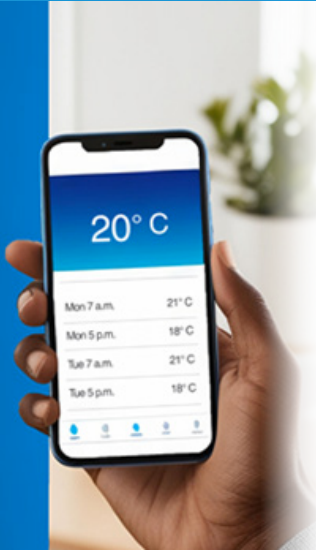 20° C
Mon 7 a.m. 21° C
Mon 5 p.m. 18° C
Tue 7 a.m. 21° C
Tue 5 p.m. 18° C